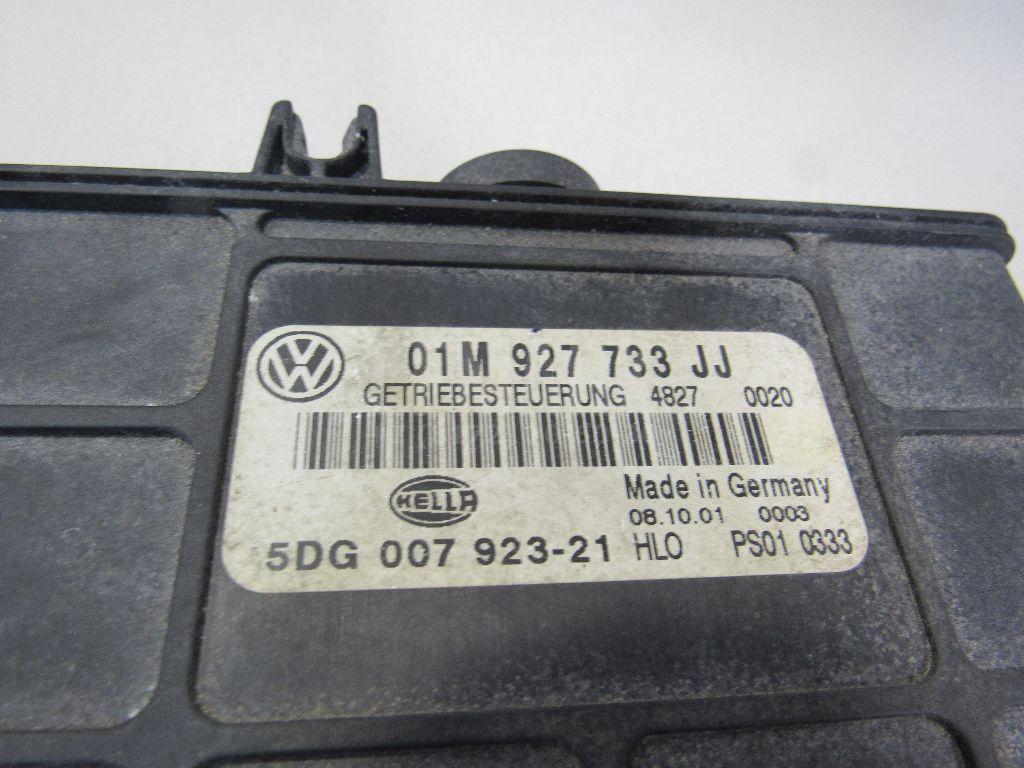 01M 927 733 JJ
GETRIEBESTEUERUNG 4827 0020
HELLA
Made in Germany
08.10.01 0003
5DG 007 923-21 HLO PS01 0333